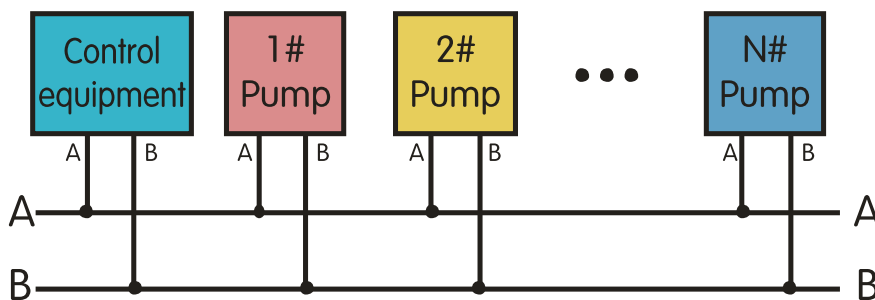 Control
equipment
1#
Pump
2#
Pump
•••
N#
Pump
A B A B A B A B
A A
B B